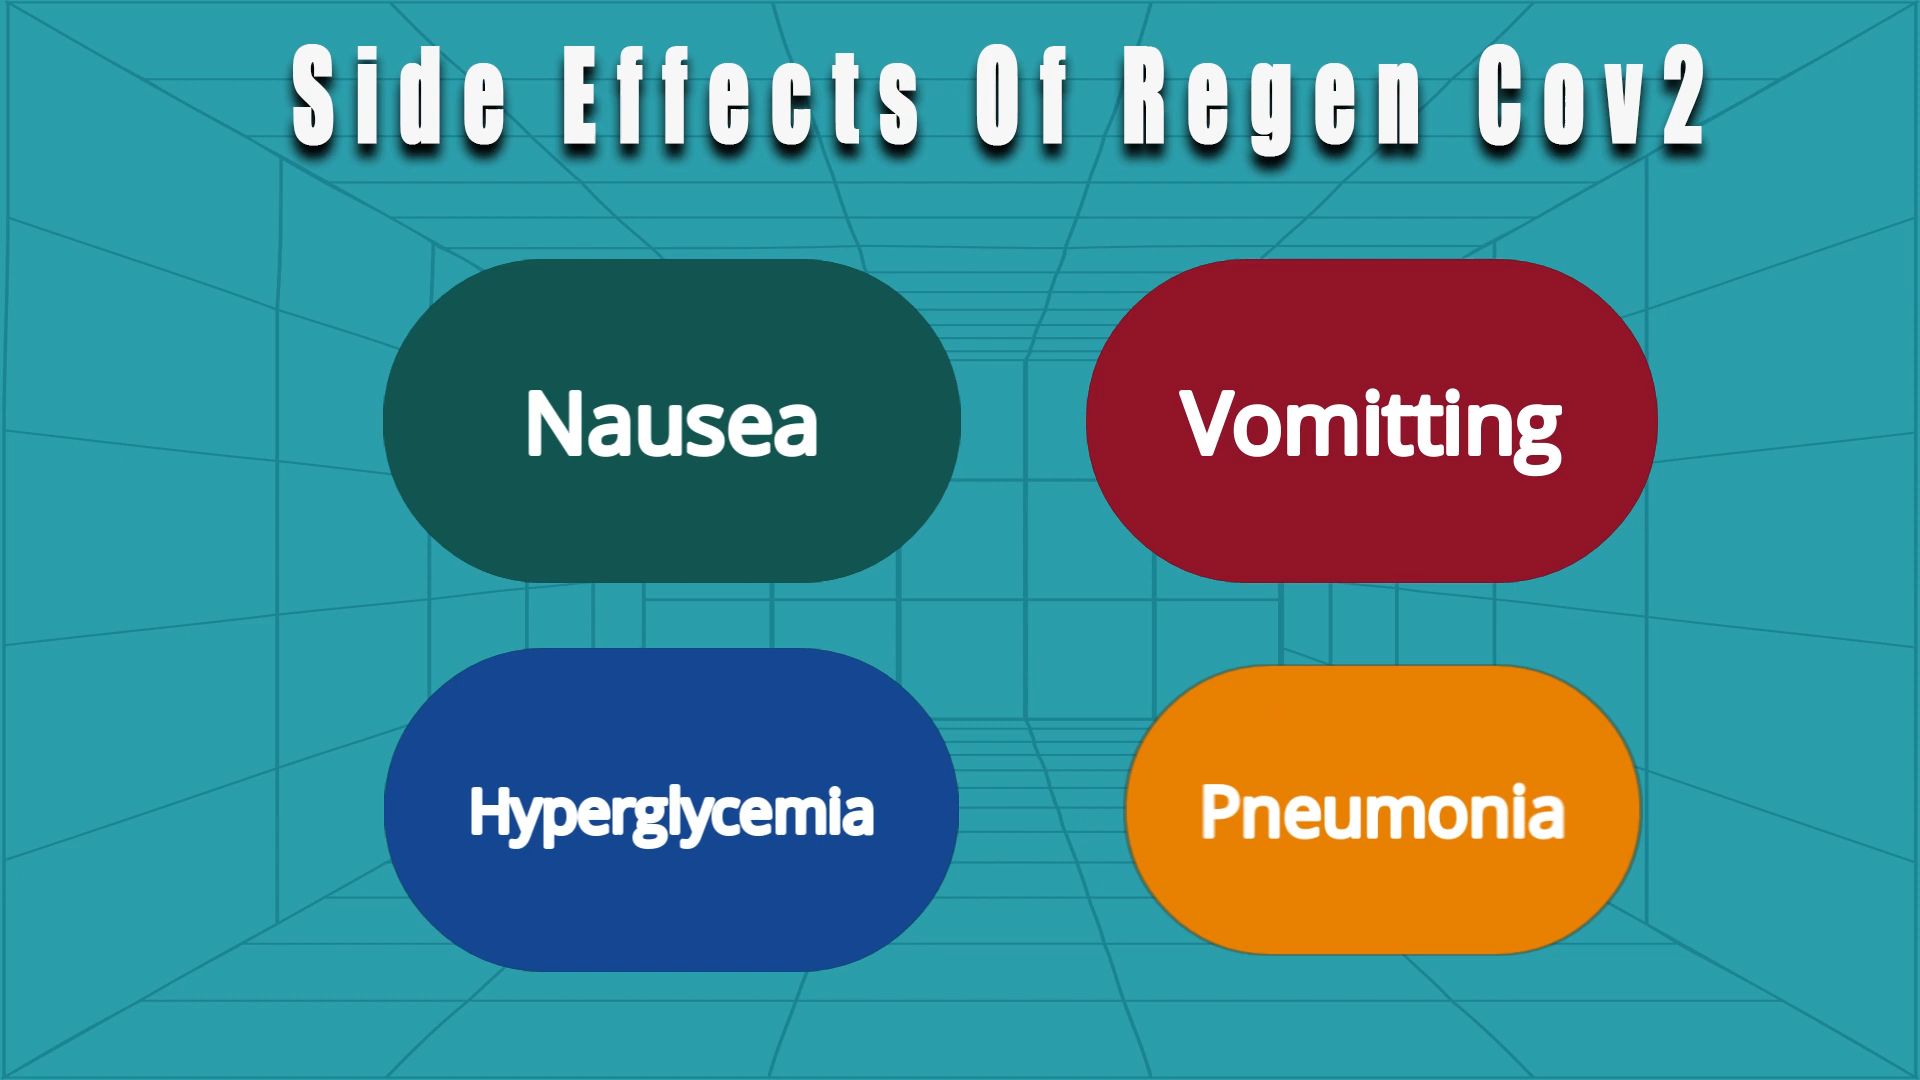 Side Effects Of Regen Cov2
Nausea
Vomitting
Hyperglycemia
Pneumonia